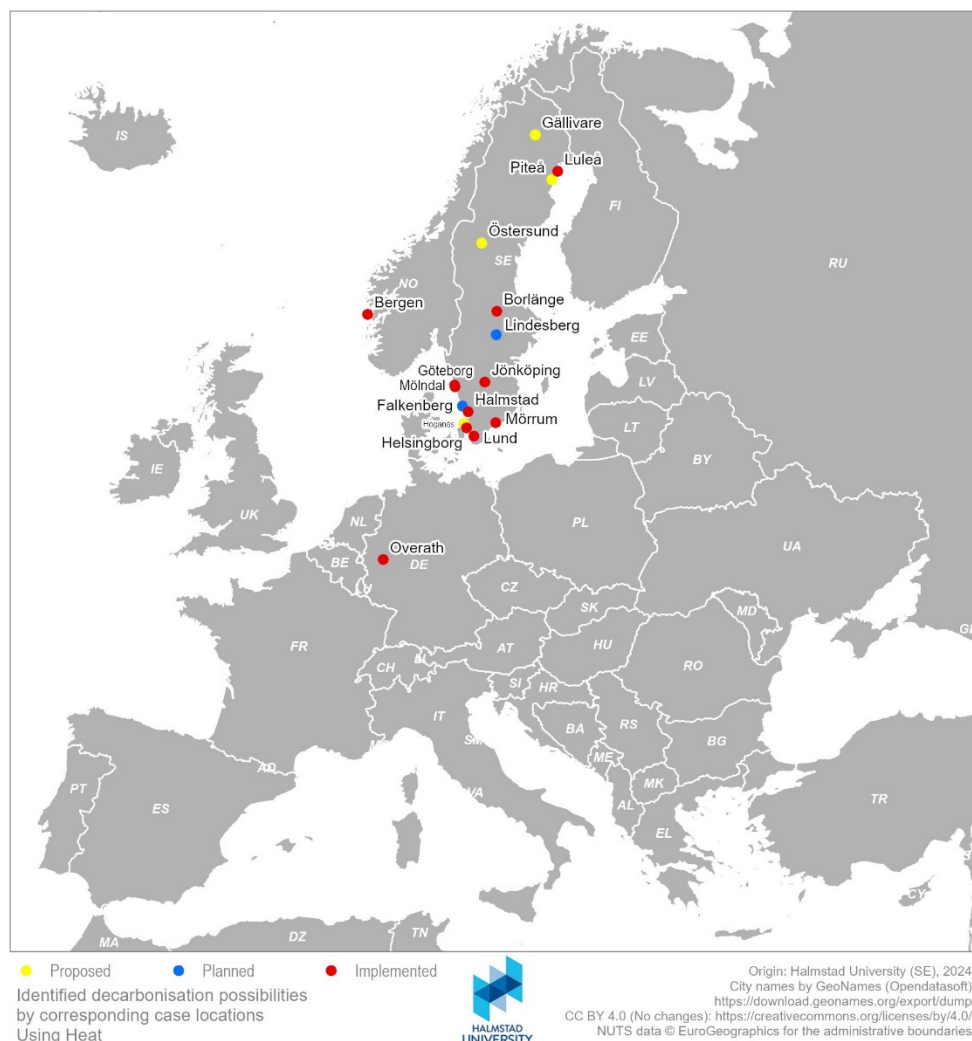 IS
Gällivare
Piteå
Luleå
FI
Östersund
SE
RU
NO
Bergen
Borlänge
Lindesberg
EE
Göteborg
Jönköping
Mölndal
LV
Falkenberg
Halmstad
Höganäs
Mörrum
LT
Helsingborg
Lund
IE
BY
UK
NL
PL
Overath
BE
DE
UA
CZ
SK
MD
FR
AT
HU
CH
LI
RO
SI
HR
IT
BA
RS
SM
BG
ME
AD
PT
VA
MK
AL
ES
EL
TR
CY
MA
DZ
TN
Proposed
Planned
Implemented
Identified decarbonisation possibilities
by corresponding case locations
Using Heat
HALMSTAD
UNIVERSITY
Origin: Halmstad University (SE), 2024
City names by GeoNames (Opendatasoft)
https://download.geonames.org/export/dump
CC BY 4.0 (No changes): https://creativecommons.org/licenses/by/4.0/
NUTS data © EuroGeographics for the administrative boundaries